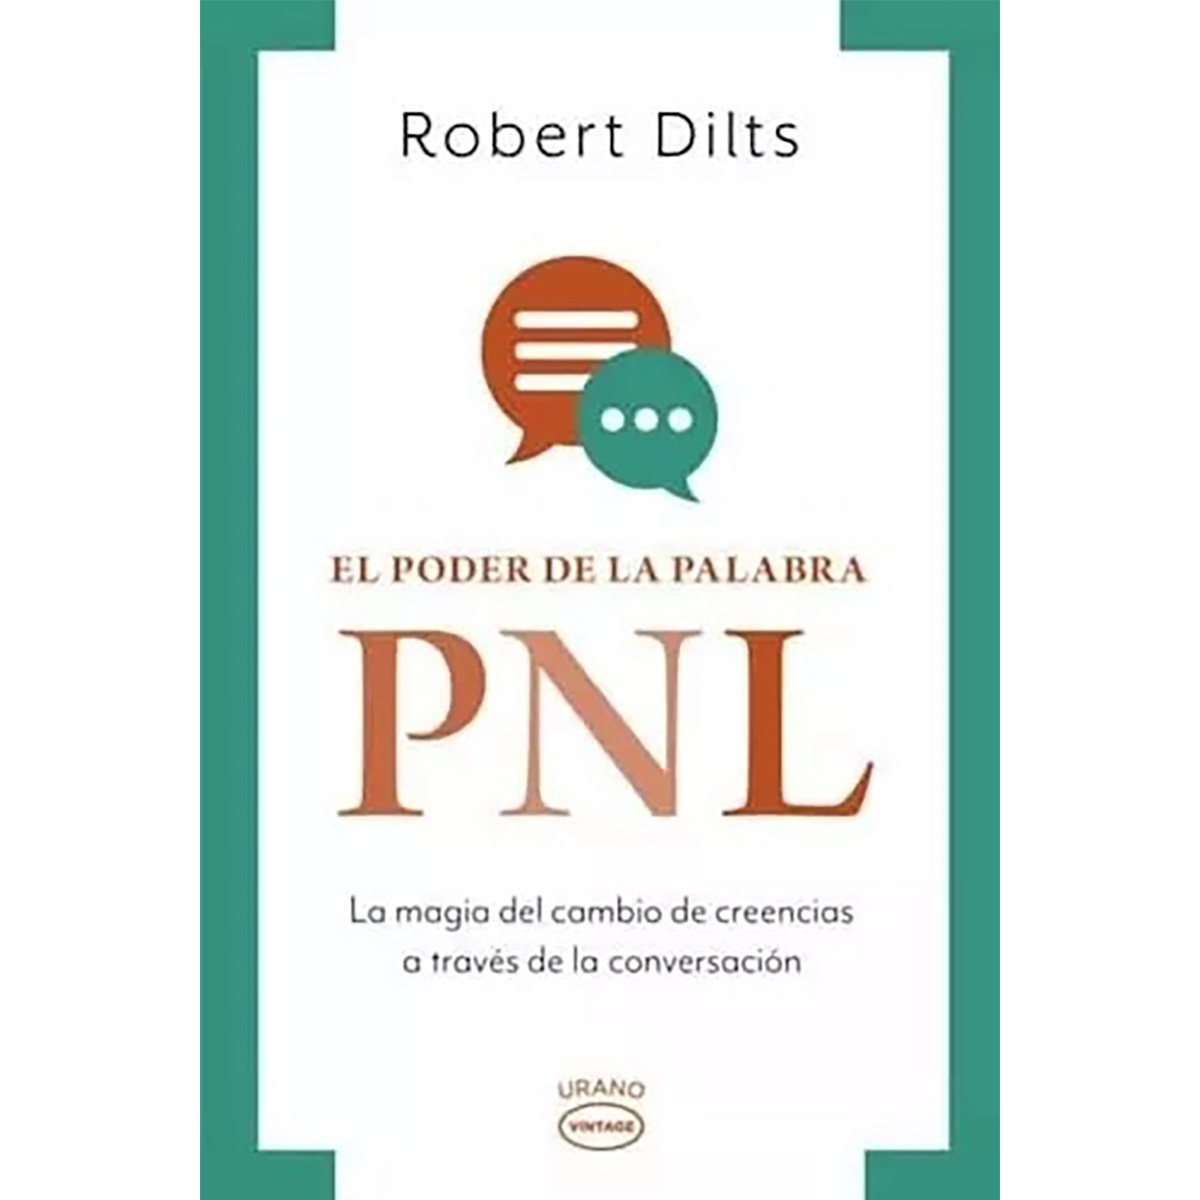 Robert Dilts
EL PODER DE LA PALABRA
PNL
La magia del cambio de creencias
a través de la conversación
URANO
VINTAGE